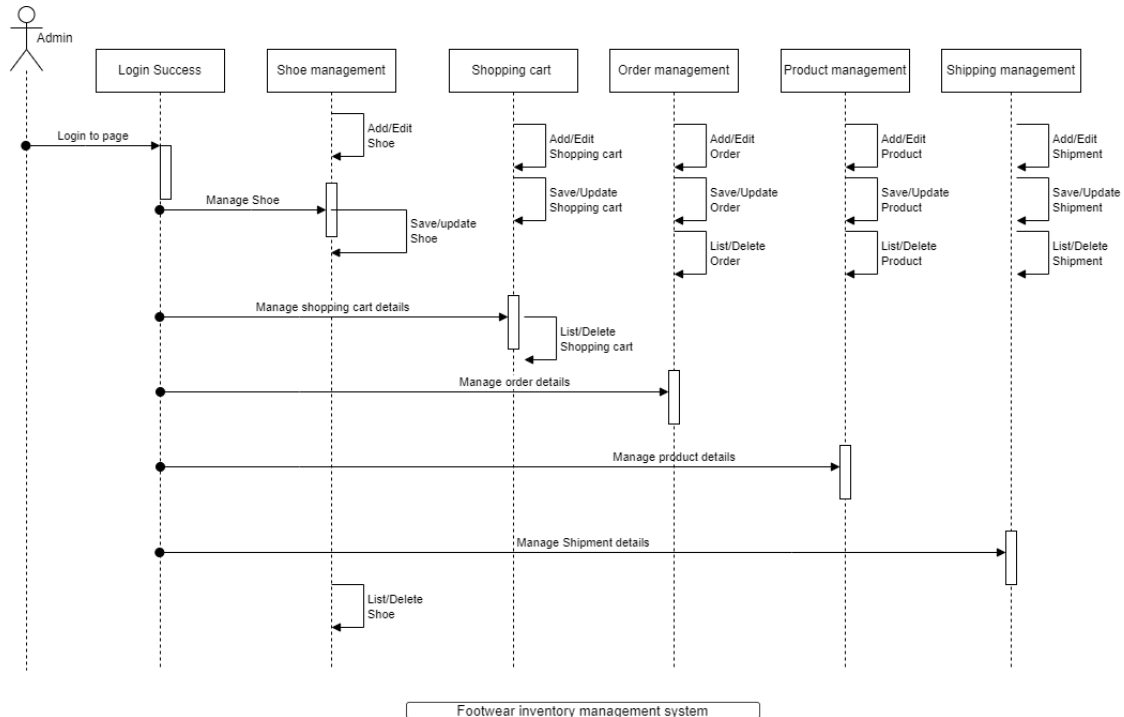 Admin
Login Success
Shoe management
Shopping cart
Order management
Product management
Shipping management
Login to page
Add/Edit
Shoe
Add/Edit
Shopping cart
Add/Edit
Order
Add/Edit
Product
Add/Edit
Shipment
Manage Shoe
Save/update
Shoe
Save/Update
Shopping cart
Save/Update
Order
Save/Update
Product
Save/Update
Shipment
List/Delete
Order
List/Delete
Product
List/Delete
Shipment
Manage shopping cart details
List/Delete
Shopping cart
Manage order details
Manage product details
Manage Shipment details
List/Delete
Shoe
Footwear inventory management system